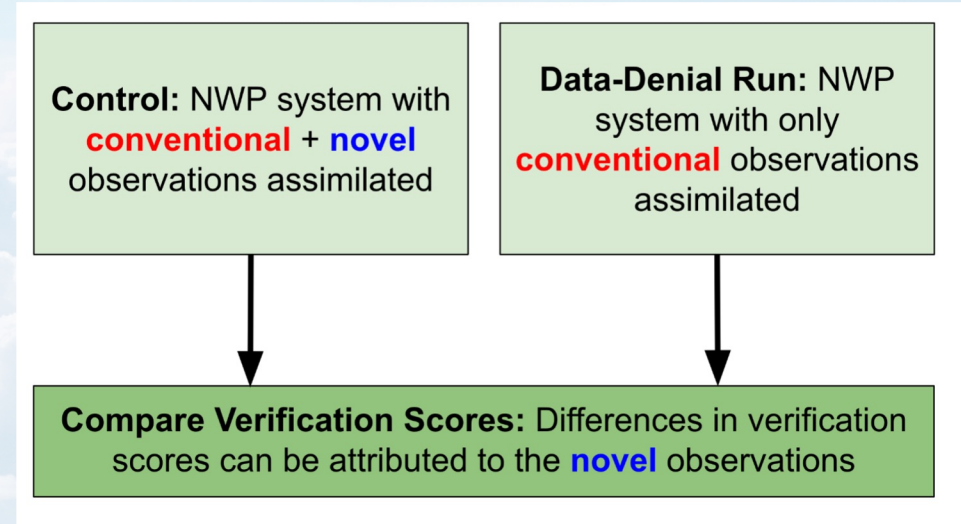 Control: NWP system with
conventional + novel
observations assimilated
Data-Denial Run: NWP
system with only
conventional observations
assimilated
Compare Verification Scores: Differences in verification
scores can be attributed to the novel observations